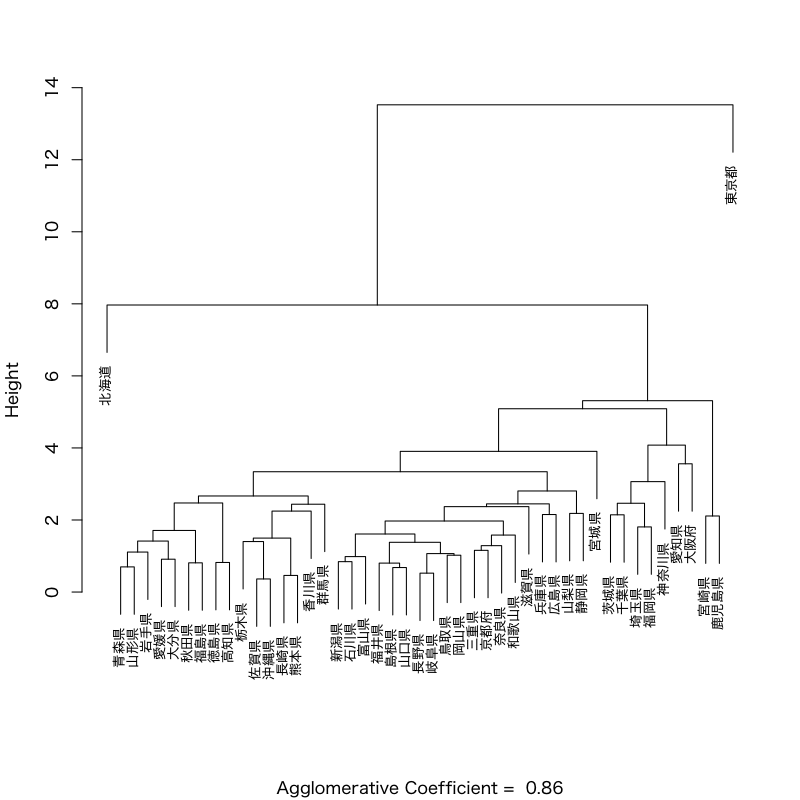 Height
14
12
10
8
6
4
2
0
北海道
青森県
山形県
岩手県
愛媛県
大分県
秋田県
福島県
徳島県
高知県
栃木県
佐賀県
沖縄県
長崎県
熊本県
香川県
群馬県
新潟県
石川県
富山県
福井県
島根県
山口県
長野県
岐阜県
鳥取県
岡山県
三重県
京都府
奈良県
和歌山県
滋賀県
兵庫県
広島県
山梨県
静岡県
宮城県
茨城県
千葉県
埼玉県
福岡県
神奈川県
愛知県
大阪府
宮崎県
鹿児島県
東京都
Agglomerative Coefficient = 0.86